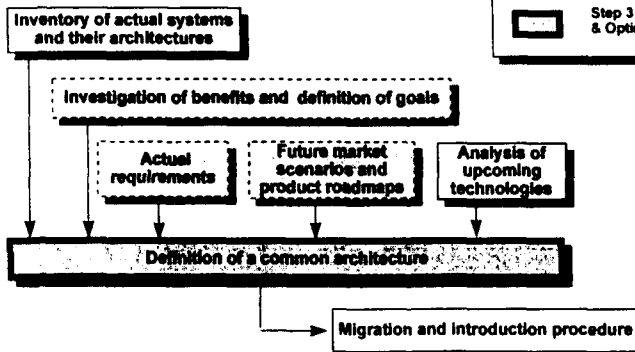 Inventory of actual systems
and their architectures
Step 3
& Optio
Investigation of benefits and definition of goals
Actual
requirements
Future market
scenarios and
product roadmaps
Analysis of
upcoming
technologies
Definition of a common architecture
Migration and introduction procedure